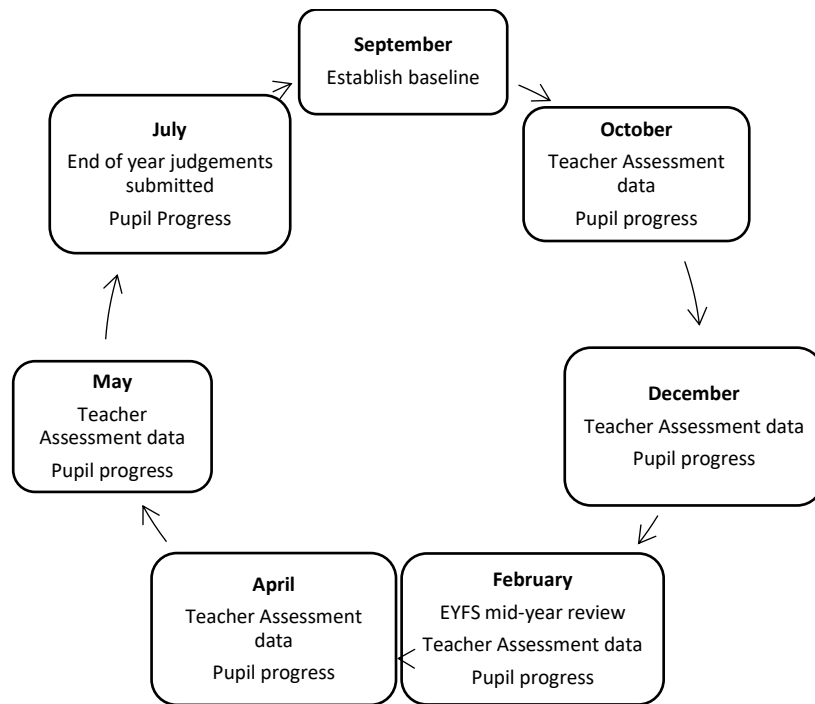 September
Establish baseline
October
Teacher Assessment
data
Pupil progress
December
Teacher Assessment data
Pupil progress
February
EYFS mid-year review
Teacher Assessment data
Pupil progress
April
Teacher Assessment
data
Pupil progress
May
Teacher
Assessment data
Pupil progress
July
End of year judgements
submitted
Pupil Progress